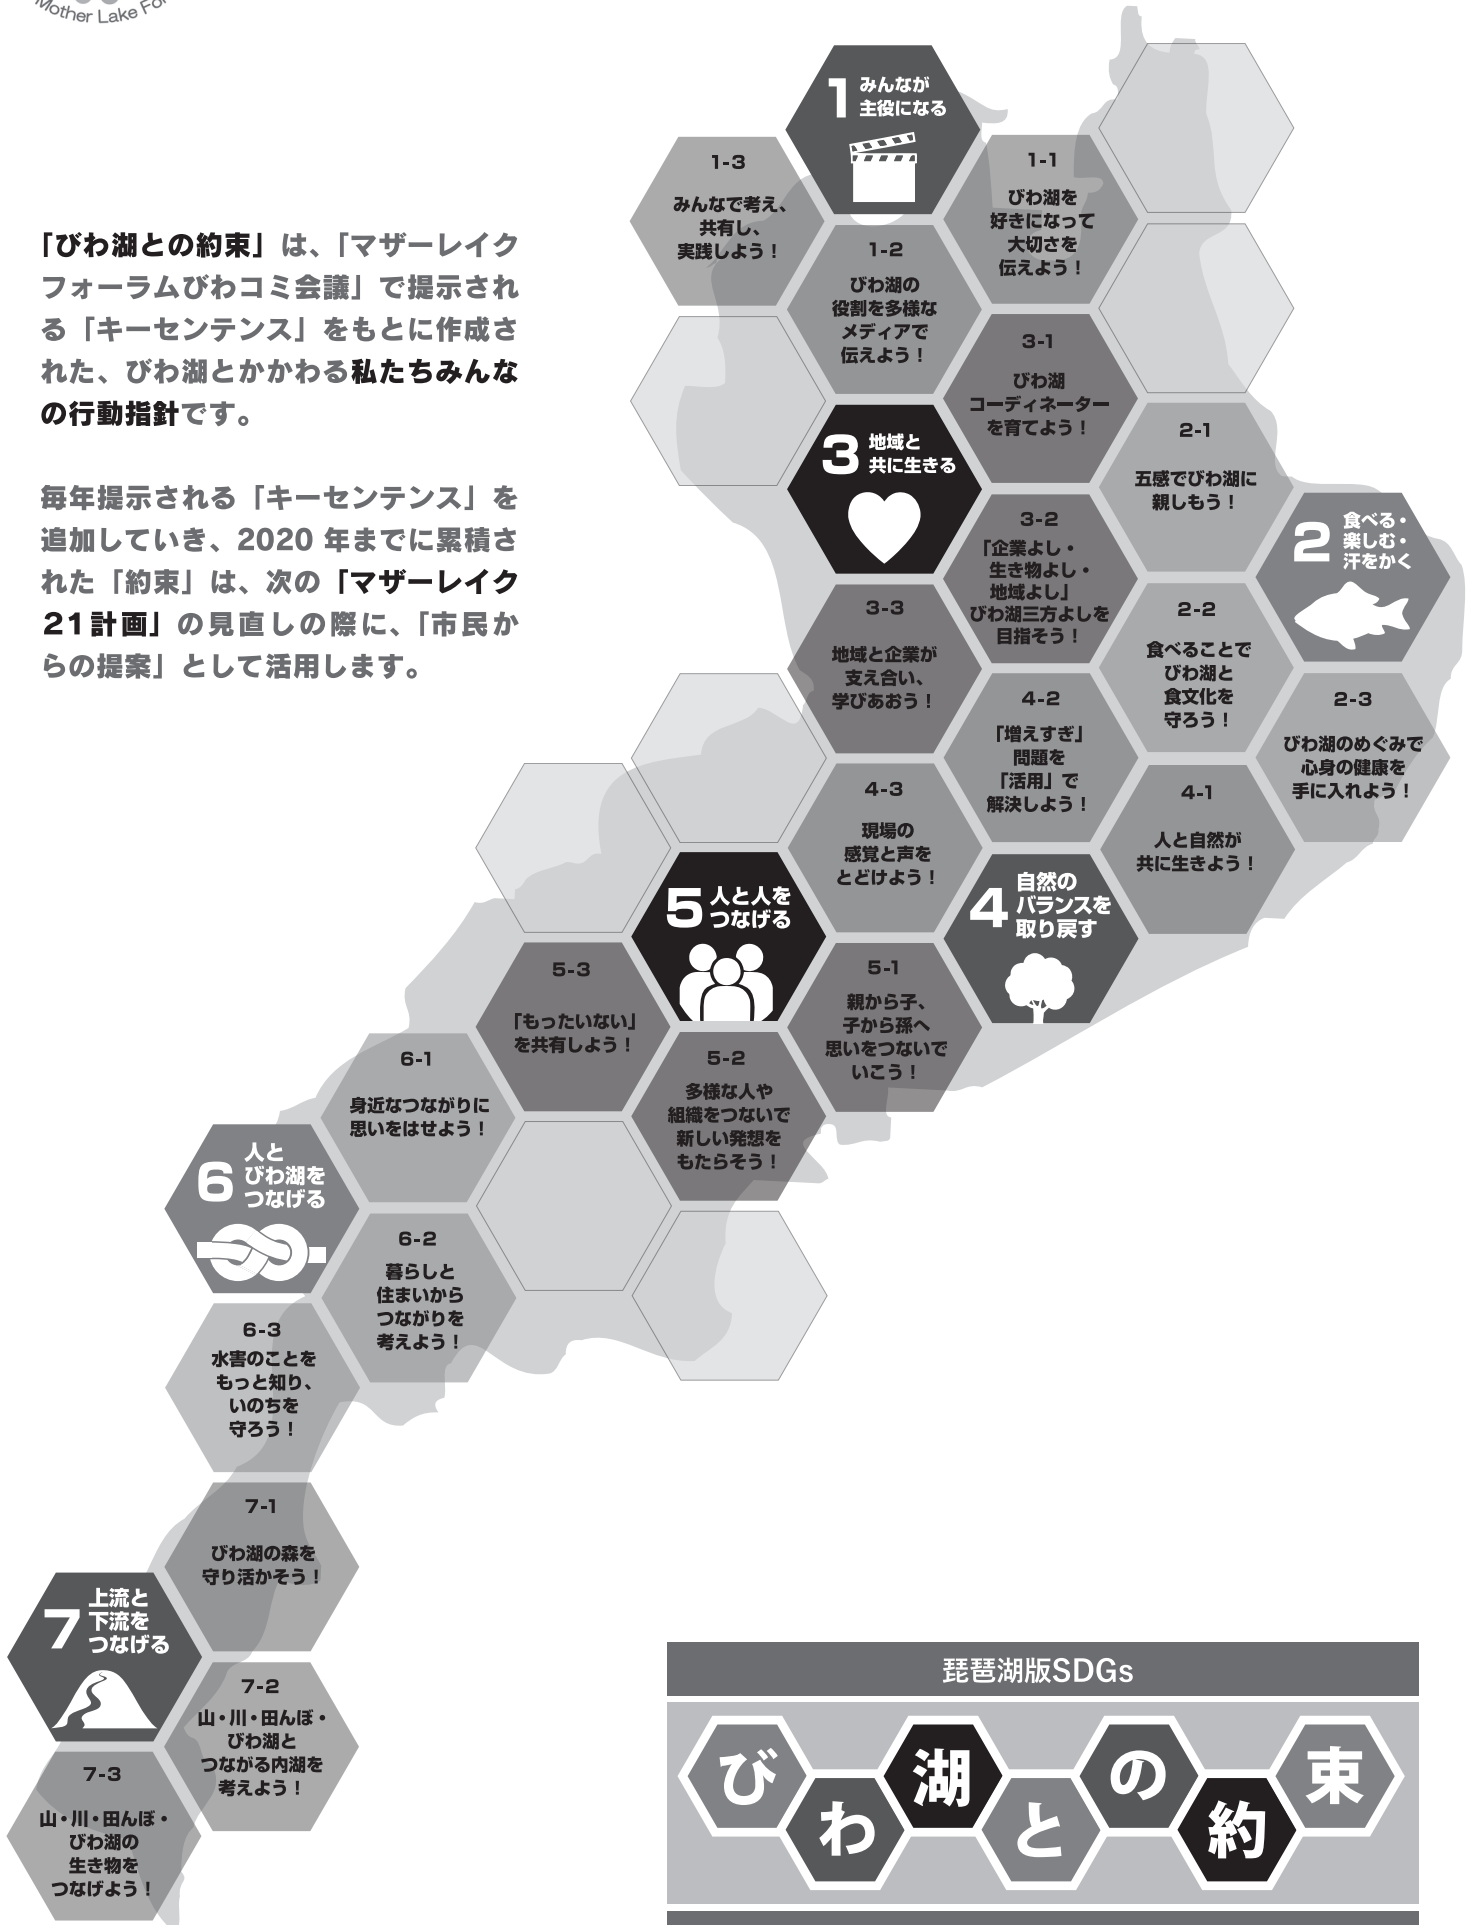 Mother Lake For
「びわ湖との約束」は、「マザーレイク
フォーラムびわコミ会議」で提示され
る「キーセンテンス」をもとに作成さ
れた、びわ湖とかかわる私たちみんな
の行動指針です。
毎年提示される「キーセンテンス」を
追加していき、2020 年までに累積さ
れた「約束」は、次の「マザーレイク
21計画」の見直しの際に、「市民か
らの提案」として活用します。
1 みんなが
主役になる
1-1
びわ湖を
好きになって
大切さを
伝えよう！
1-2
びわ湖の
役割を多様な
メディアで
伝えよう！
1-3
みんなで考え、
共有し、
実践しよう！
2 食べる・
楽しむ・
汗をかく
2-1
五感でびわ湖に
親しもう！
2-2
食べることで
びわ湖と
食文化を
守ろう！
2-3
びわ湖のめぐみで
心身の健康を
手に入れよう！
3 地域と
共に生きる
3-1
びわ湖
コーディネーター
を育てよう！
3-2
「企業よし・
生き物よし・
地域よし」
びわ湖三方よしを
目指そう！
3-3
地域と企業が
支え合い、
学びあおう！
4 自然の
バランスを
取り戻す
4-1
人と自然が
共に生きよう！
4-2
「増えすぎ」
問題を
「活用」で
解決しよう！
4-3
現場の
感覚と声を
とどけよう！
5 人と人を
つなげる
5-1
親から子、
子から孫へ
思いをつないで
いこう！
5-2
多様な人や
組織をつないで
新しい発想を
もたらそう！
5-3
「もったいない」
を共有しよう！
6 人と
びわ湖を
つなげる
6-1
身近なつながりに
思いをはせよう！
6-2
暮らしと
住まいから
つながりを
考えよう！
6-3
水害のことを
もっと知り、
いのちを
守ろう！
7 上流と
下流を
つなげる
7-1
びわ湖の森を
守り活かそう！
7-2
山・川・田んぼ・
びわ湖と
つながる内湖を
考えよう！
7-3
山・川・田んぼ・
びわ湖の
生き物を
つなげよう！
琵琶湖版SDGs
びわ湖との約束